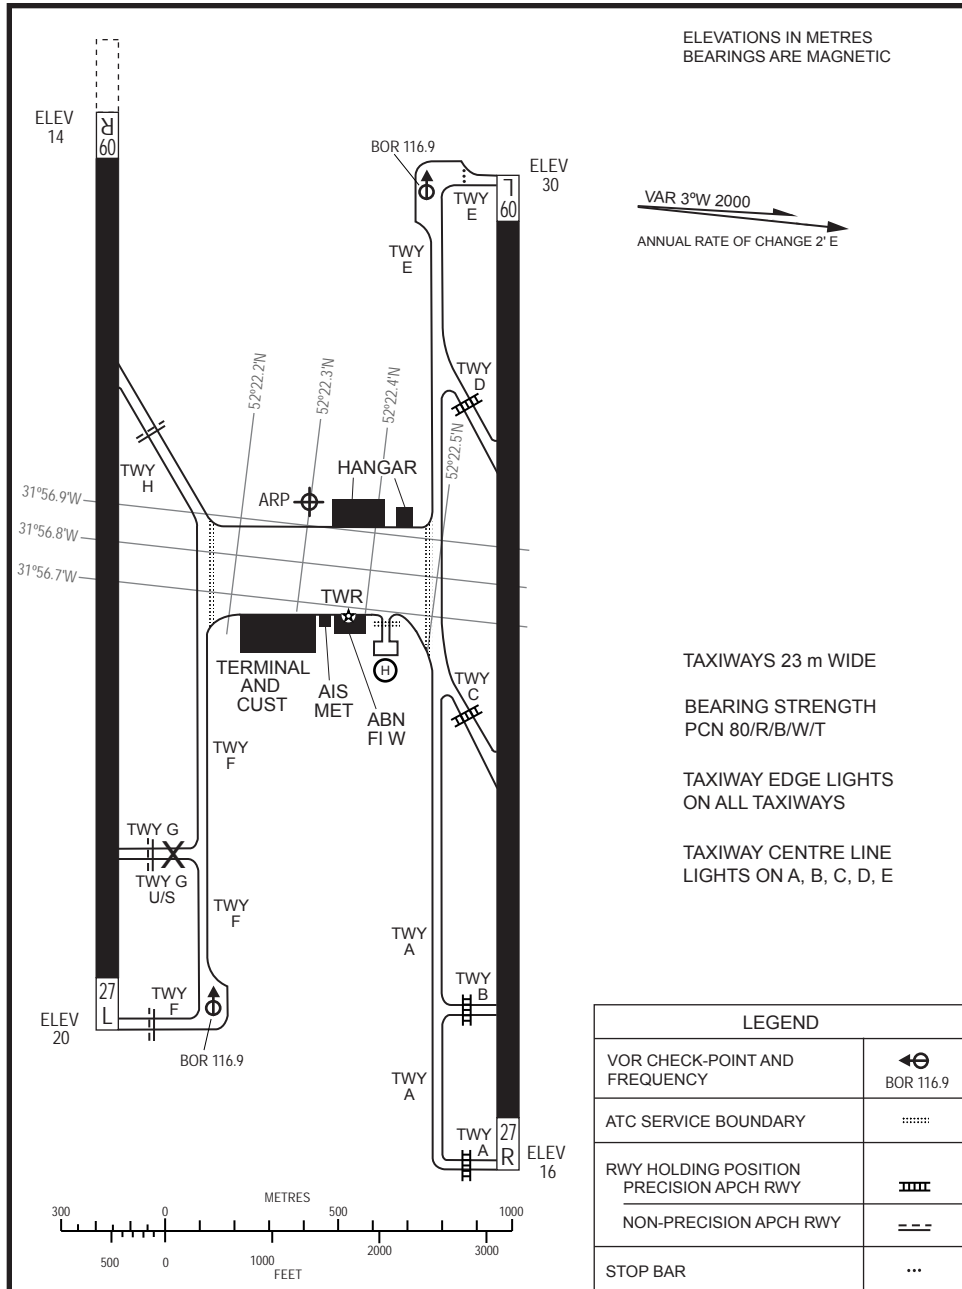 ELEVATIONS IN METRES
BEARINGS ARE MAGNETIC
ELEV
14
R
09
BOR 116.9
ELEV
30
L
09
TWY
E
TWY
E
VAR 3ºW 2000
ANNUAL RATE OF CHANGE 2' E
TWY
D
52º22.2'N
52º22.3'N
52º22.4'N
52º22.5'N
TWY
H
HANGAR
ARP
31º56.9'W
31º56.8'W
31º56.7'W
TWR
H
TERMINAL
AND
CUST
AIS
MET
ABN
FI W
TWY
C
TAXIWAYS 23 m WIDE
BEARING STRENGTH
PCN 80/R/B/W/T
TAXIWAY EDGE LIGHTS
ON ALL TAXIWAYS
TAXIWAY CENTRE LINE
LIGHTS ON A, B, C, D, E
TWY
F
TWY G
TWY G
U/S
TWY
F
TWY
A
27
L
TWY
F
TWY
B
ELEV
20
BOR 116.9
TWY
A
TWY
A
27
R
ELEV
16
LEGEND
VOR CHECK-POINT AND
FREQUENCY
BOR 116.9
ATC SERVICE BOUNDARY
RWY HOLDING POSITION
PRECISION APCH RWY
NON-PRECISION APCH RWY
STOP BAR
METRES
300 0 500 1000
500 0 1000 2000 3000
FEET